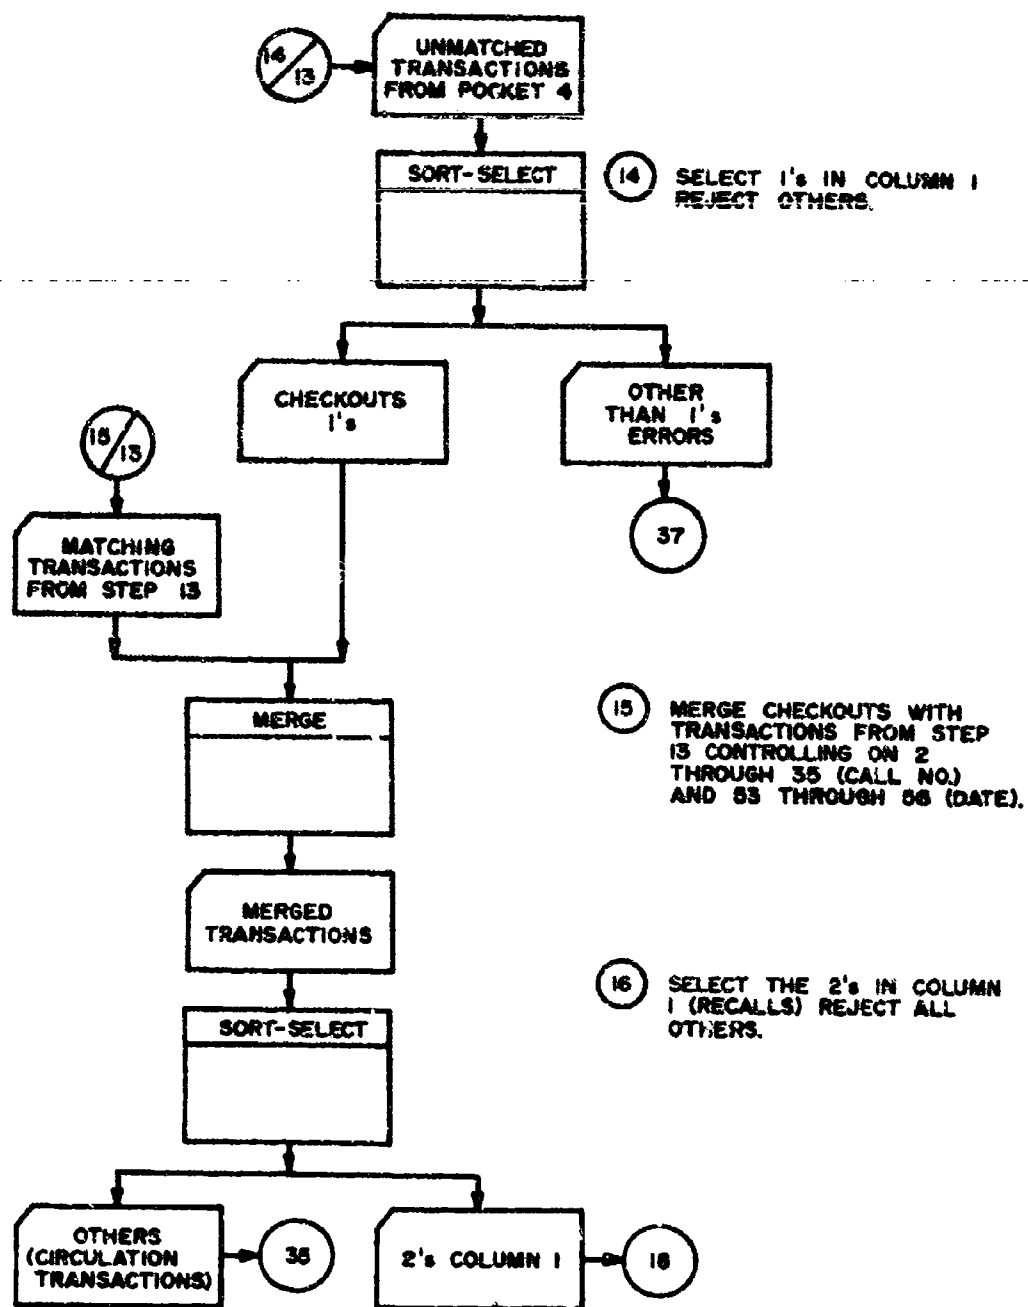 14/13
UNMATCHED
TRANSACTIONS
FROM POCKET 4
SORT-SELECT
14 SELECT 1's IN COLUMN 1
REJECT OTHERS.
CHECKOUTS
1's
OTHER
THAN 1's
ERRORS
15/13
37
MATCHING
TRANSACTIONS
FROM STEP 13
MERGE
15 MERGE CHECKOUTS WITH
TRANSACTIONS FROM STEP
13 CONTROLLING ON 2
THROUGH 35 (CALL NO.)
AND 53 THROUGH 56 (DATE).
MERGED
TRANSACTIONS
16 SELECT THE 2's IN COLUMN
1 (RECALLS) REJECT ALL
OTHERS.
SORT-SELECT
OTHERS
(CIRCULATION
TRANSACTIONS)
2's COLUMN 1